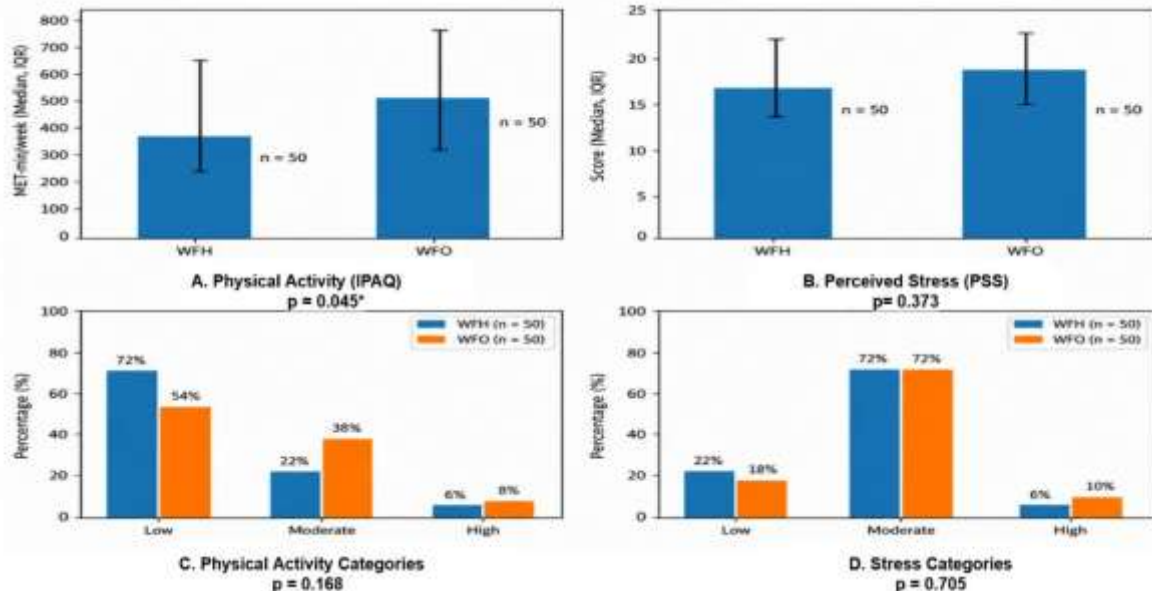 MET-min/week (Median, IQR)
800
700
600
500
400
300
200
100
0
n = 50
n = 50
WFH
WFO
A. Physical Activity (IPAQ)
p = 0.045*
Score (Median, IQR)
25
20
15
10
5
0
n = 50
n = 50
WFH
WFO
B. Perceived Stress (PSS)
p= 0.373
Percentage (%)
100
80
60
40
20
0
WFH (n = 50)
WFO (n = 50)
72%
54%
22%
38%
6%
8%
Low
Moderate
High
C. Physical Activity Categories
p = 0.168
Percentage (%)
100
80
60
40
20
0
WFH (n = 50)
WFO (n = 50)
22%
18%
72%
72%
6%
10%
Low
Moderate
High
D. Stress Categories
p = 0.705